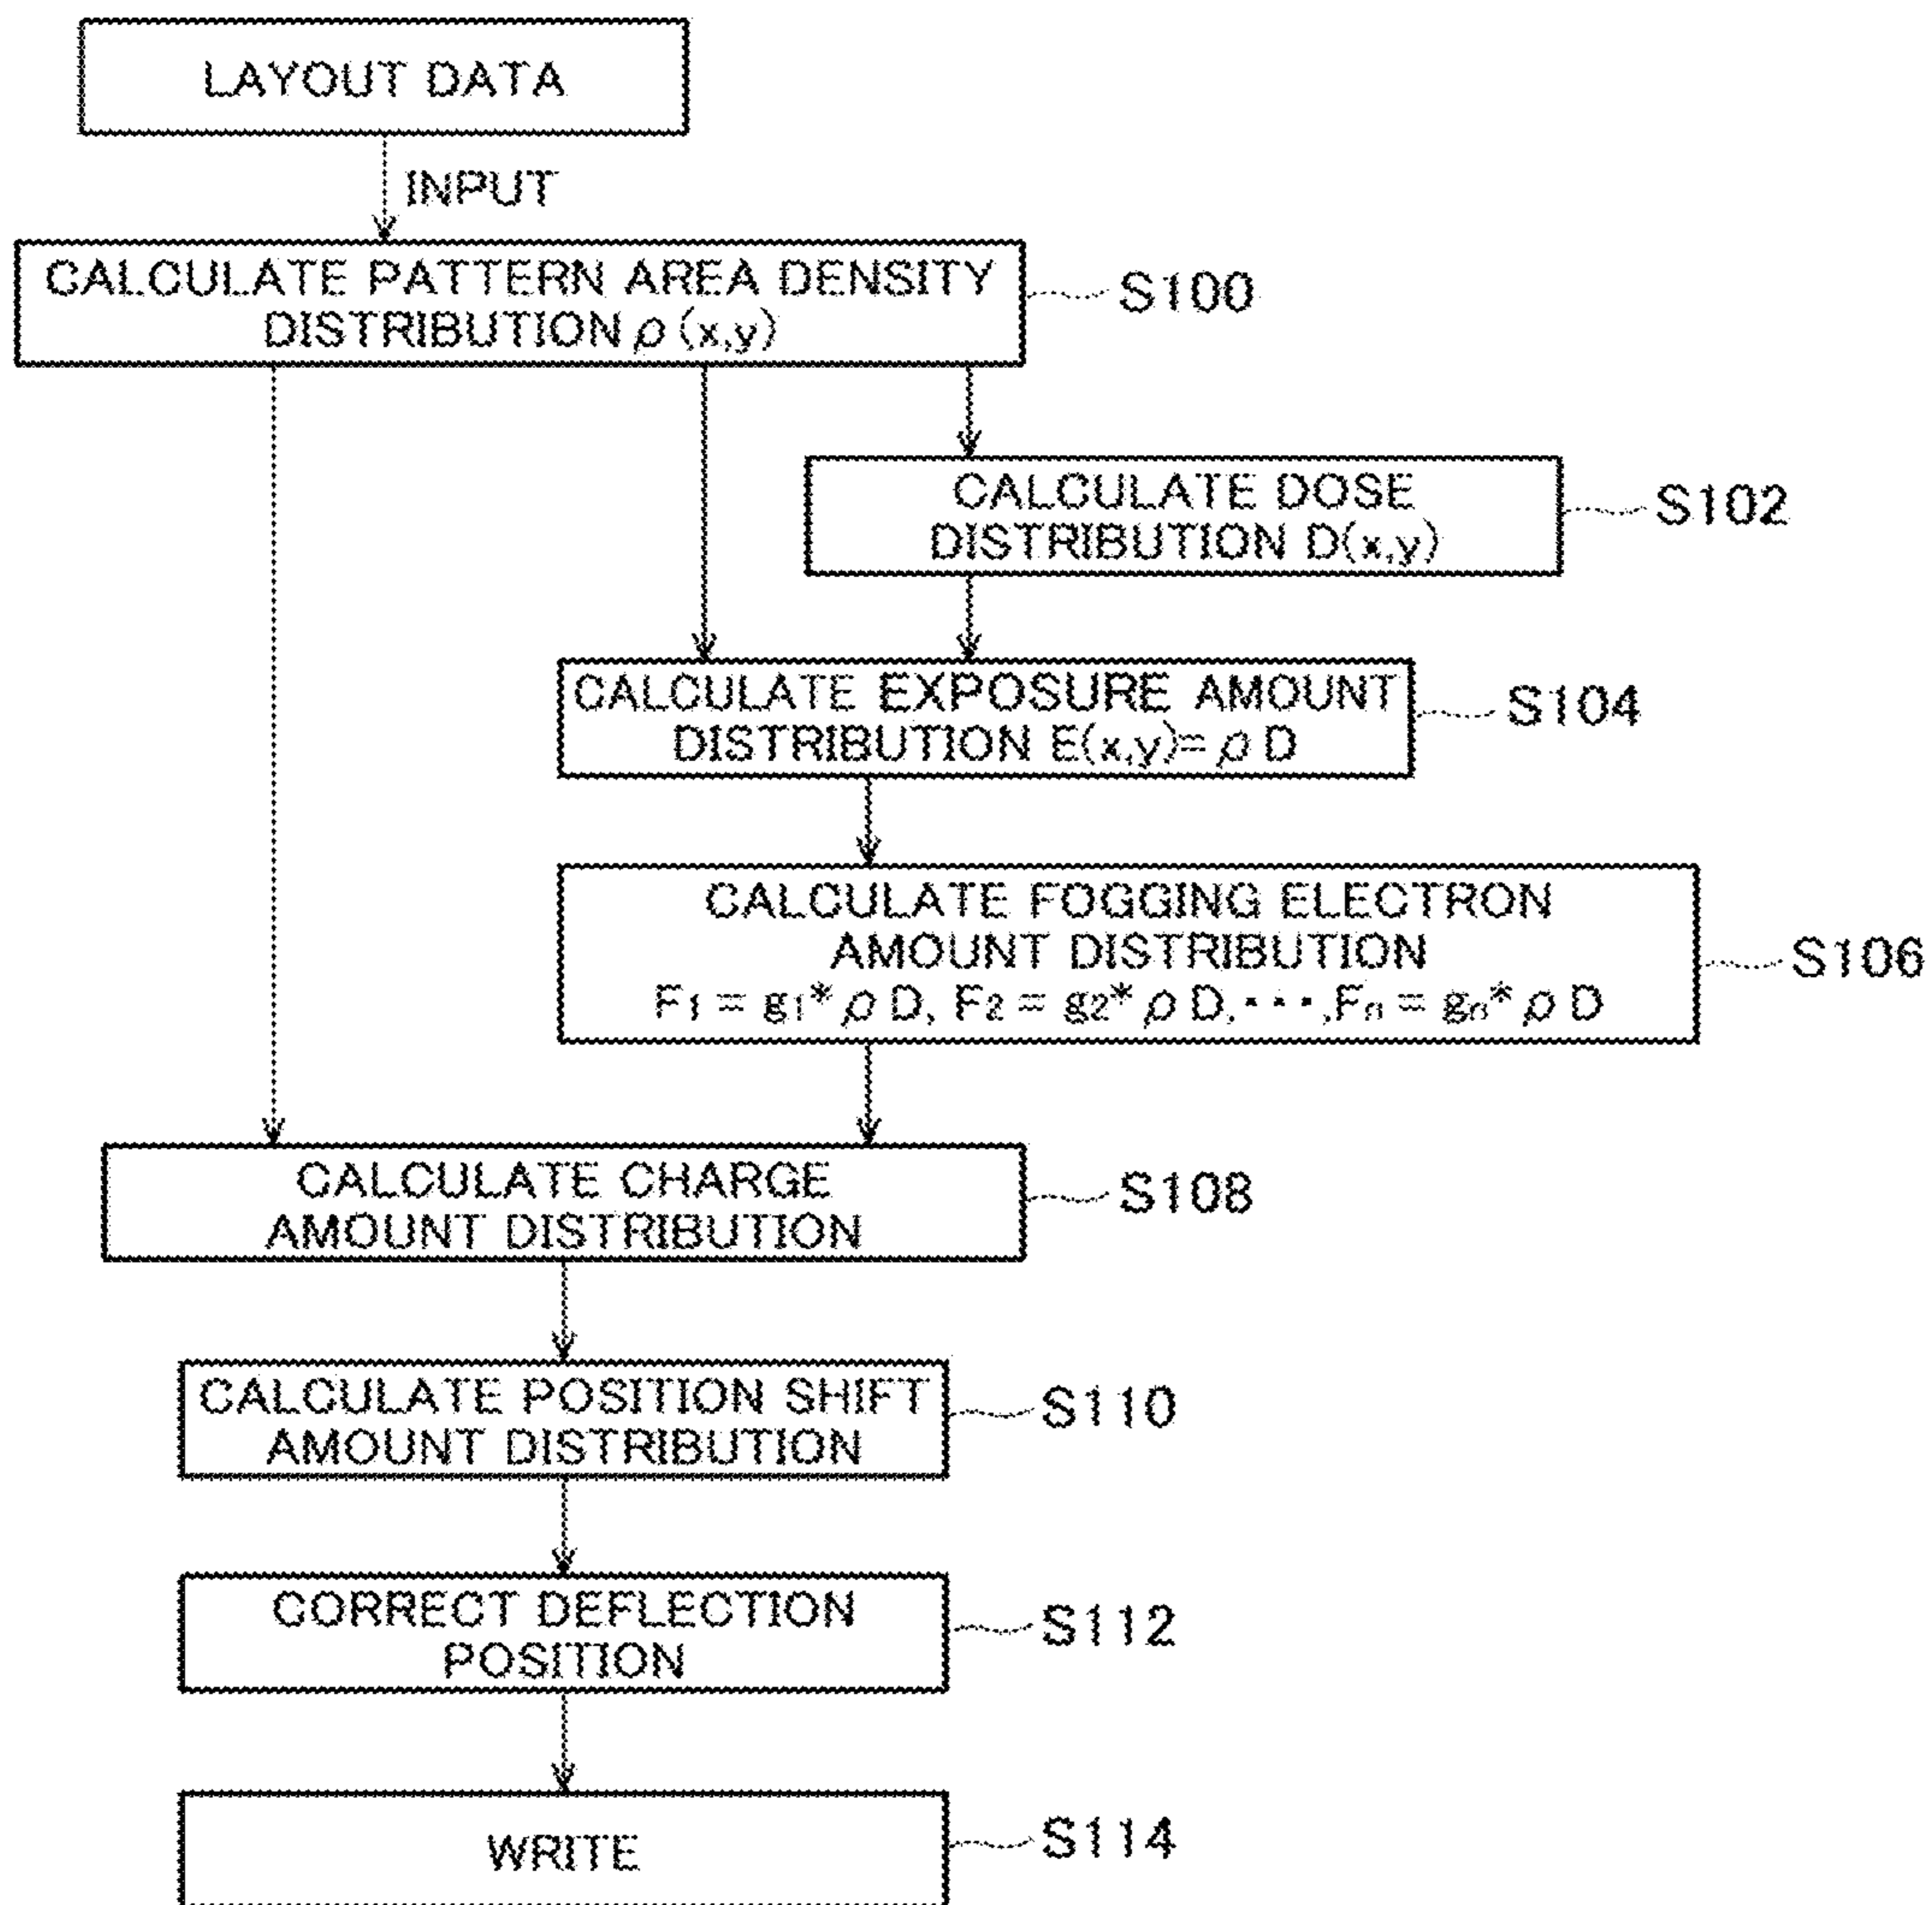 LAYOUT DATA
INPUT
CALCULATE PATTERN AREA DENSITY
DISTRIBUTION ρ (x,y)
S100
CALCULATE DOSE
DISTRIBUTION D(x,y)
S102
CALCULATE EXPOSURE AMOUNT
DISTRIBUTION E(x,y)= ρ D
S104
CALCULATE FOGGING ELECTRON
AMOUNT DISTRIBUTION
F₁ = g₁* ρ D, F₂ = g₂* ρ D,・・・,Fₙ = gₙ* ρ D
S106
CALCULATE CHARGE
AMOUNT DISTRIBUTION
S108
CALCULATE POSITION SHIFT
AMOUNT DISTRIBUTION
S110
CORRECT DEFLECTION
POSITION
S112
WRITE
S114